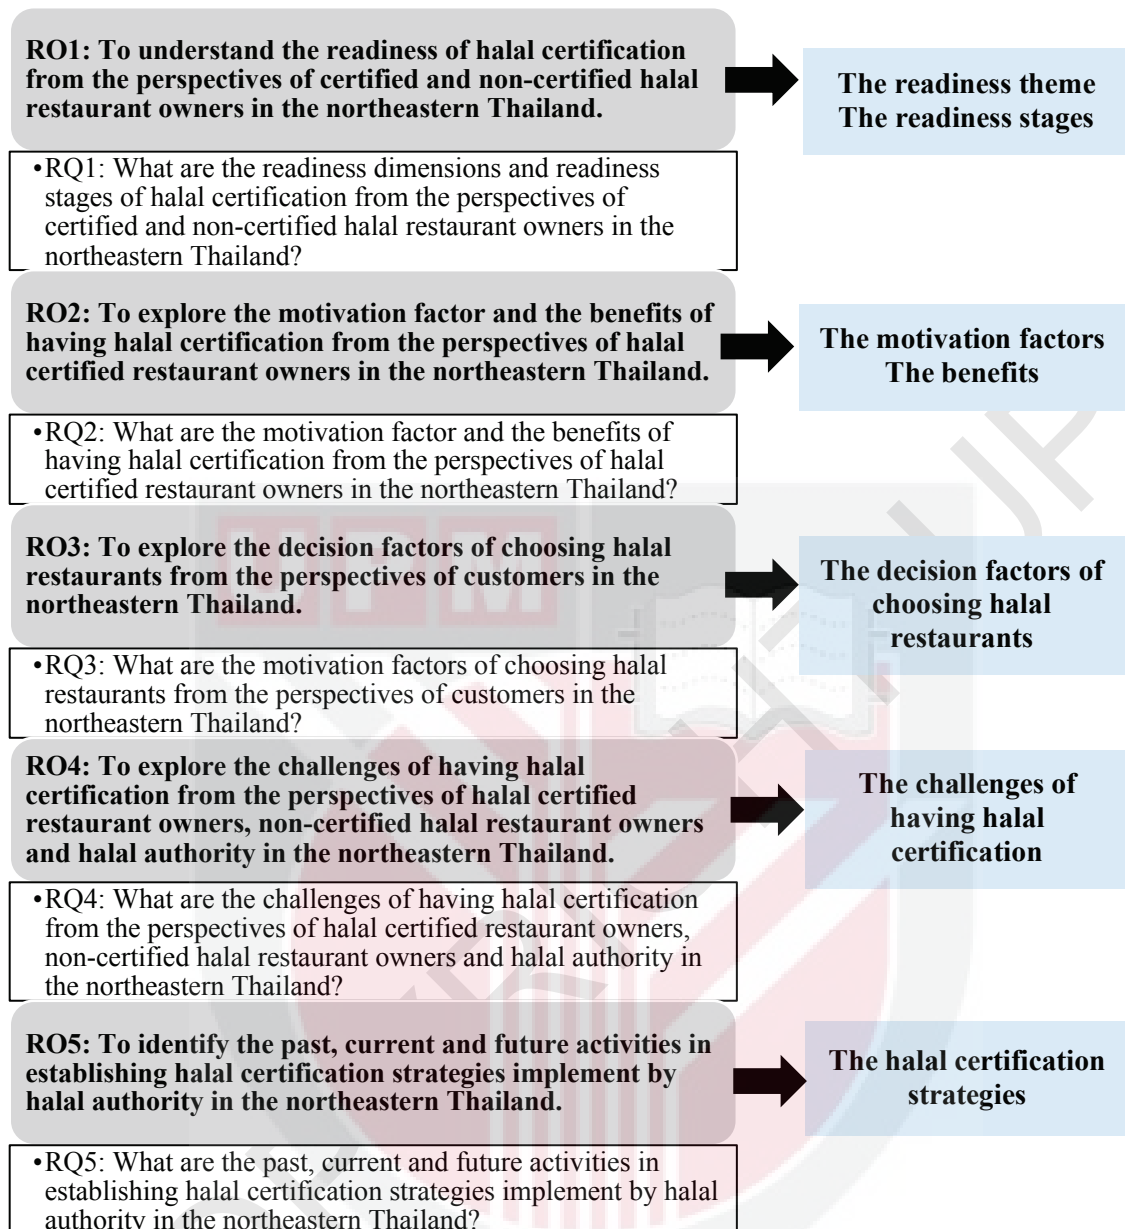 RO1: To understand the readiness of halal certification
from the perspectives of certified and non-certified halal
restaurant owners in the northeastern Thailand.
The readiness theme
The readiness stages
•RQ1: What are the readiness dimensions and readiness
stages of halal certification from the perspectives of
certified and non-certified halal restaurant owners in the
northeastern Thailand?
RO2: To explore the motivation factor and the benefits of
having halal certification from the perspectives of halal
certified restaurant owners in the northeastern Thailand.
The motivation factors
The benefits
•RQ2: What are the motivation factor and the benefits of
having halal certification from the perspectives of halal
certified restaurant owners in the northeastern Thailand?
RO3: To explore the decision factors of choosing halal
restaurants from the perspectives of customers in the
northeastern Thailand.
The decision factors of
choosing halal
restaurants
•RQ3: What are the motivation factors of choosing halal
restaurants from the perspectives of customers in the
northeastern Thailand?
RO4: To explore the challenges of having halal
certification from the perspectives of halal certified
restaurant owners, non-certified halal restaurant owners
and halal authority in the northeastern Thailand.
The challenges of
having halal
certification
•RQ4: What are the challenges of having halal certification
from the perspectives of halal certified restaurant owners,
non-certified halal restaurant owners and halal authority in
the northeastern Thailand?
RO5: To identify the past, current and future activities in
establishing halal certification strategies implement by
halal authority in the northeastern Thailand.
The halal certification
strategies
•RQ5: What are the past, current and future activities in
establishing halal certification strategies implement by halal
authority in the northeastern Thailand?
UPM